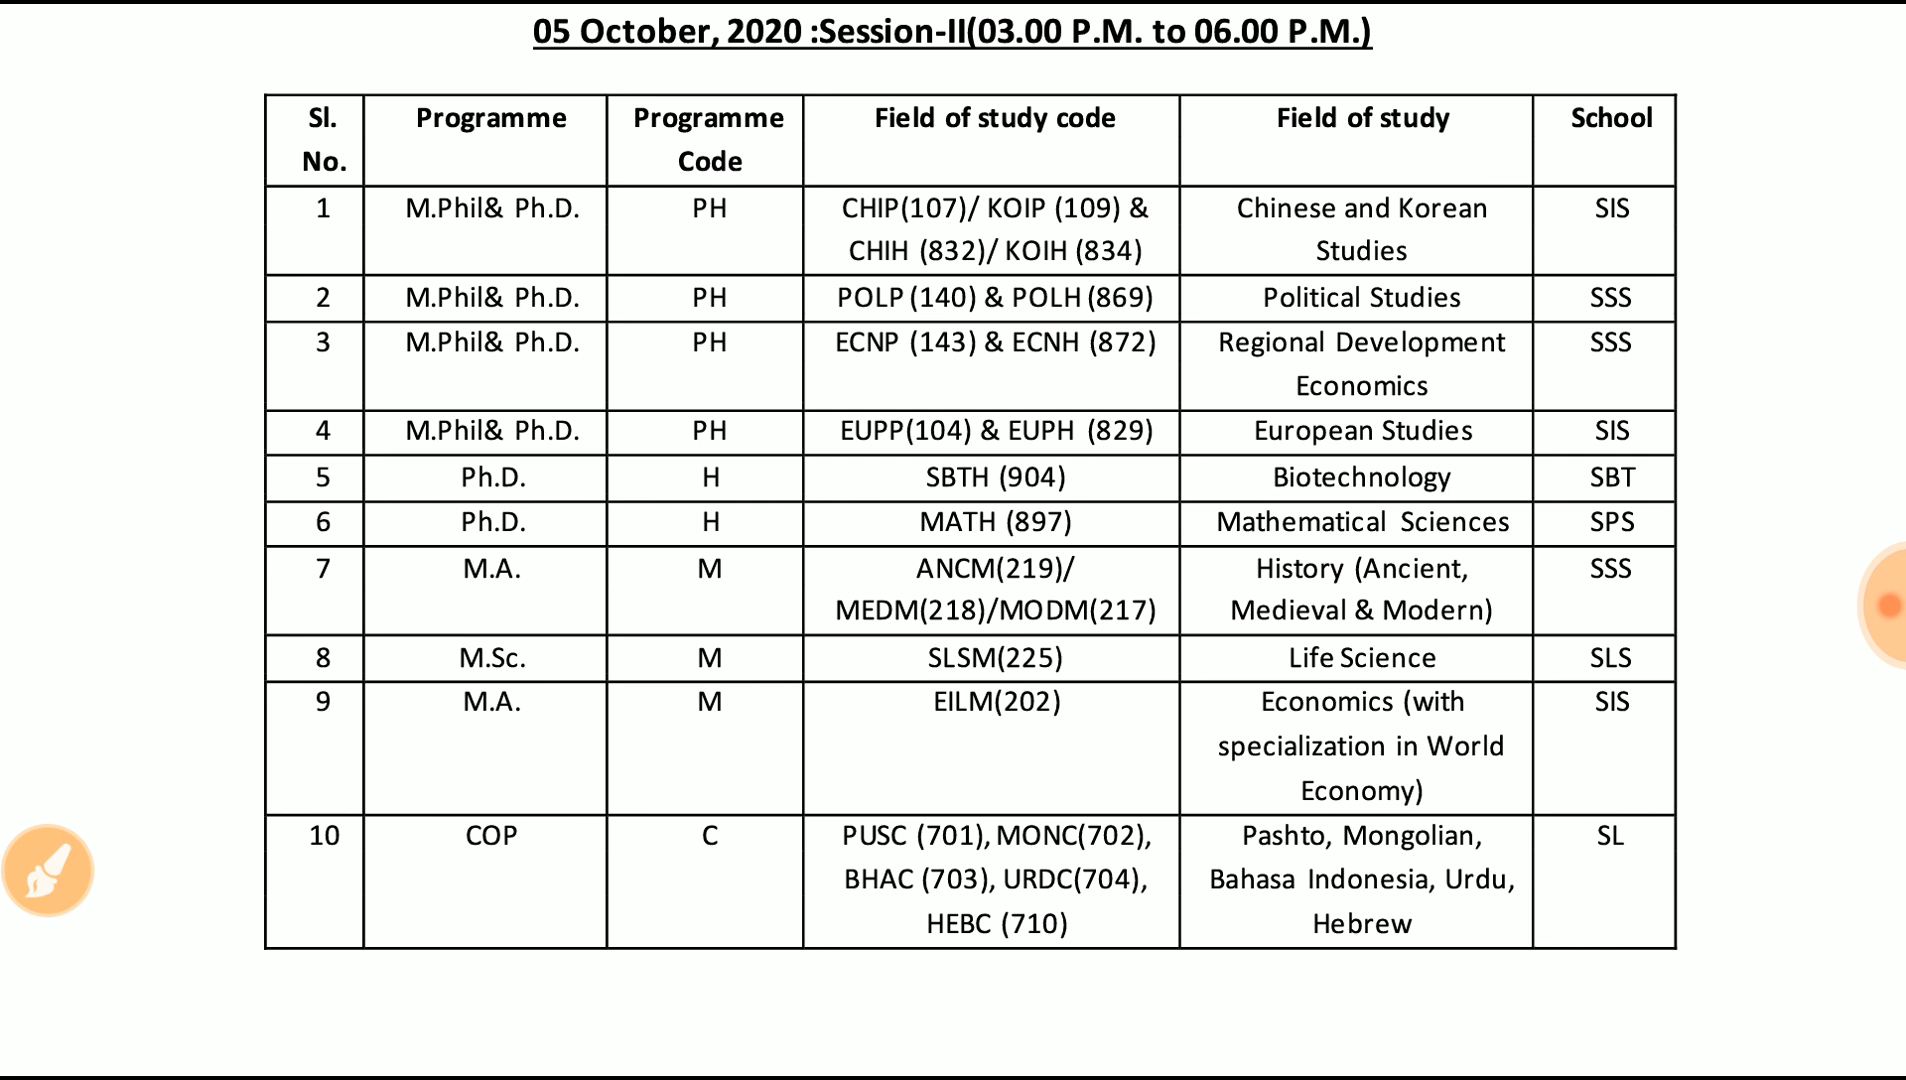 05 October, 2020 :Session-II(03.00 P.M. to 06.00 P.M.)
Sl. No. Programme Programme Code Field of study code Field of study School
1 M.Phil& Ph.D. PH CHIP(107)/ KOIP (109) & CHIH (832)/ KOIH (834) Chinese and Korean Studies SIS
2 M.Phil& Ph.D. PH POLP (140) & POLH (869) Political Studies SSS
3 M.Phil& Ph.D. PH ECNP (143) & ECNH (872) Regional Development Economics SSS
4 M.Phil& Ph.D. PH EUPP(104) & EUPH (829) European Studies SIS
5 Ph.D. H SBTH (904) Biotechnology SBT
6 Ph.D. H MATH (897) Mathematical Sciences SPS
7 M.A. M ANCM(219)/ MEDM(218)/MODM(217) History (Ancient, Medieval & Modern) SSS
8 M.Sc. M SLSM(225) Life Science SLS
9 M.A. M EILM(202) Economics (with specialization in World Economy) SIS
10 COP C PUSC (701), MONC(702), BHAC (703), URDC(704), HEBC (710) Pashto, Mongolian, Bahasa Indonesia, Urdu, Hebrew SL